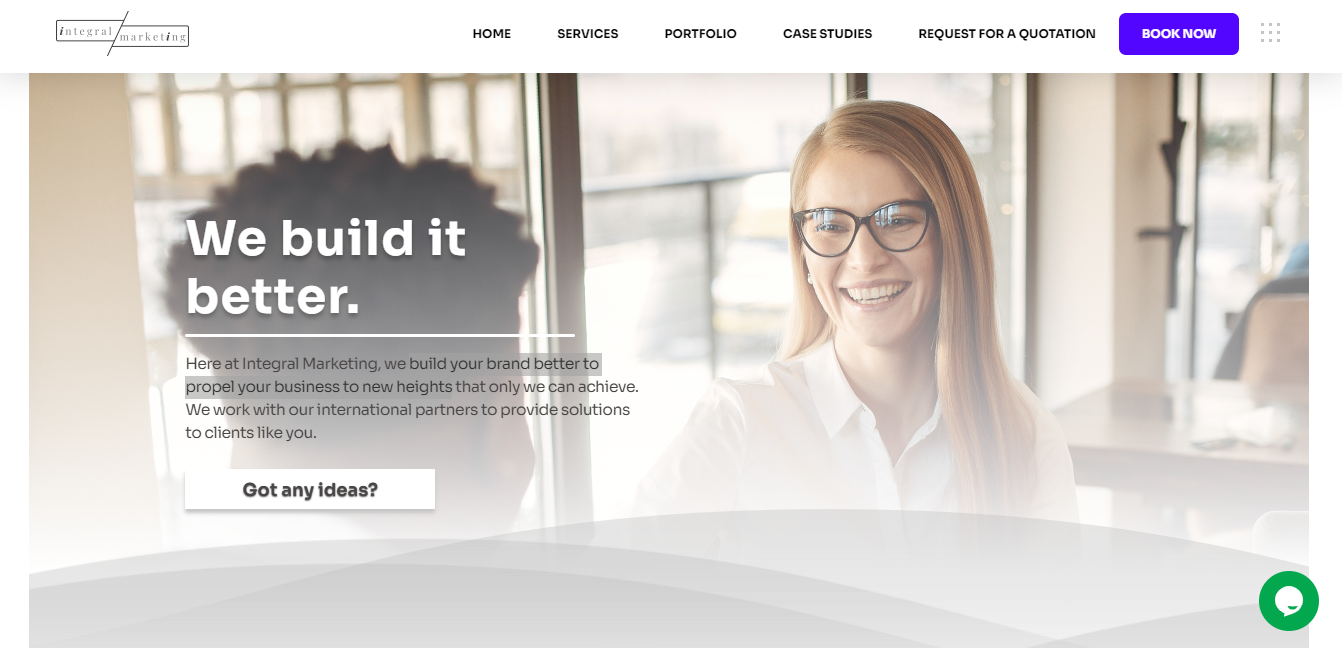 integral
marketing
HOME
SERVICES
PORTFOLIO
CASE STUDIES
REQUEST FOR A QUOTATION
BOOK NOW
We build it
better.
Here at Integral Marketing, we build your brand better to
propel your business to new heights that only we can achieve.
We work with our international partners to provide solutions
to clients like you.
Got any ideas?